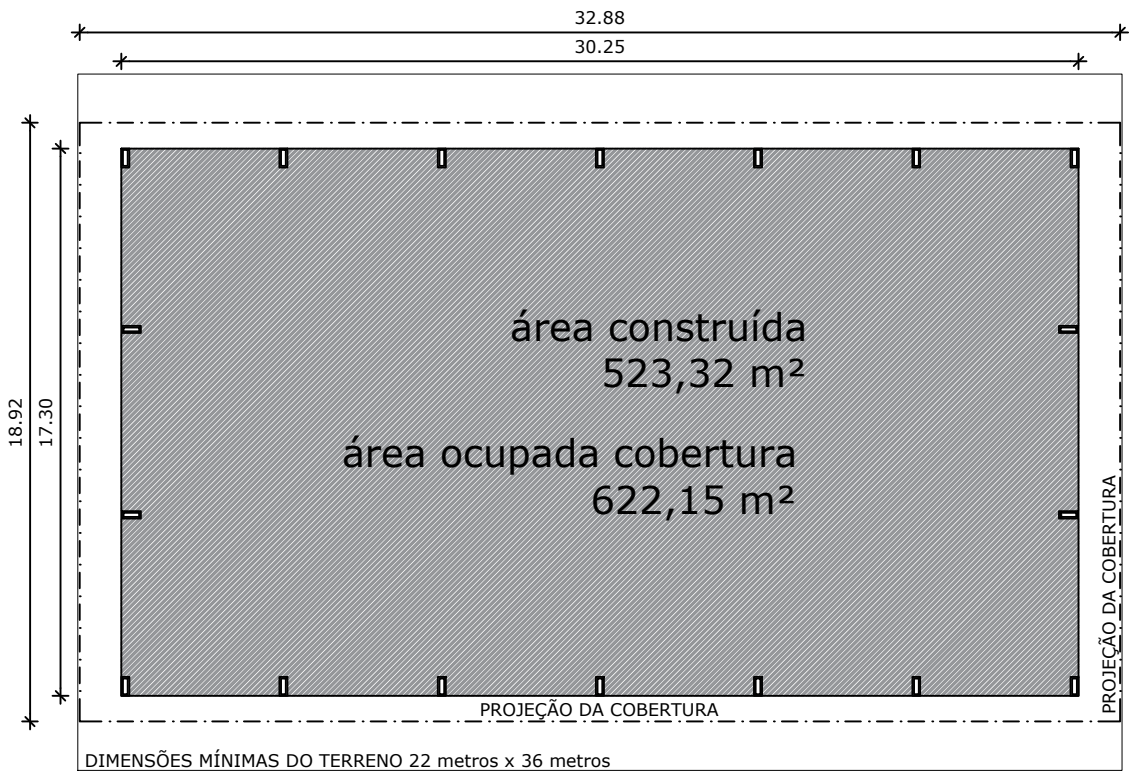 32.88
30.25
18.92
17.30
área construída
523,32 m²
área ocupada cobertura
622,15 m²
PROJEÇÃO DA COBERTURA
PROJEÇÃO DA COBERTURA
DIMENSÕES MÍNIMAS DO TERRENO 22 metros x 36 metros